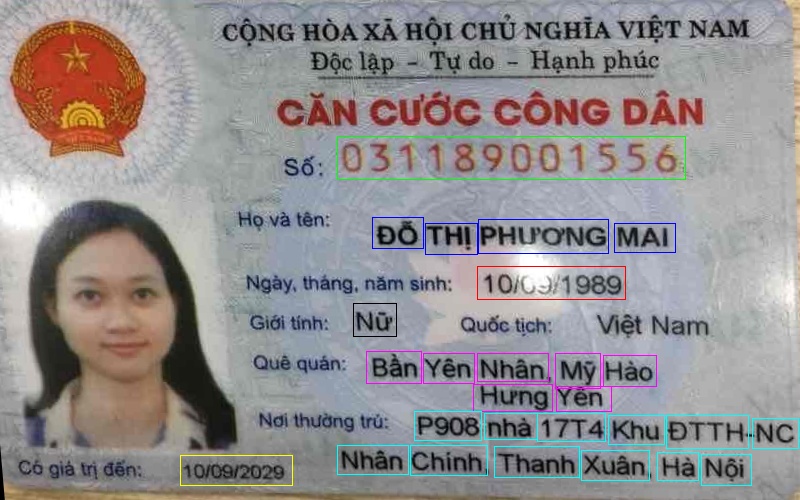 CỘNG HÒA XÃ HỘI CHỦ NGHĨA VIỆT NAM
Độc lập - Tự do - Hạnh phúc
CĂN CƯỚC CÔNG DÂN
Số: 031189001556
Họ và tên: ĐỖ THỊ PHƯƠNG MAI
Ngày, tháng, năm sinh: 10/09/1989
Giới tính: Nữ Quốc tịch: Việt Nam
Quê quán: Bần Yên Nhân, Mỹ Hào
Hưng Yên
Nơi thường trú: P908 nhà 17T4 Khu ĐTTH-NC
Nhân Chính, Thanh Xuân, Hà Nội
Có giá trị đến: 10/09/2029